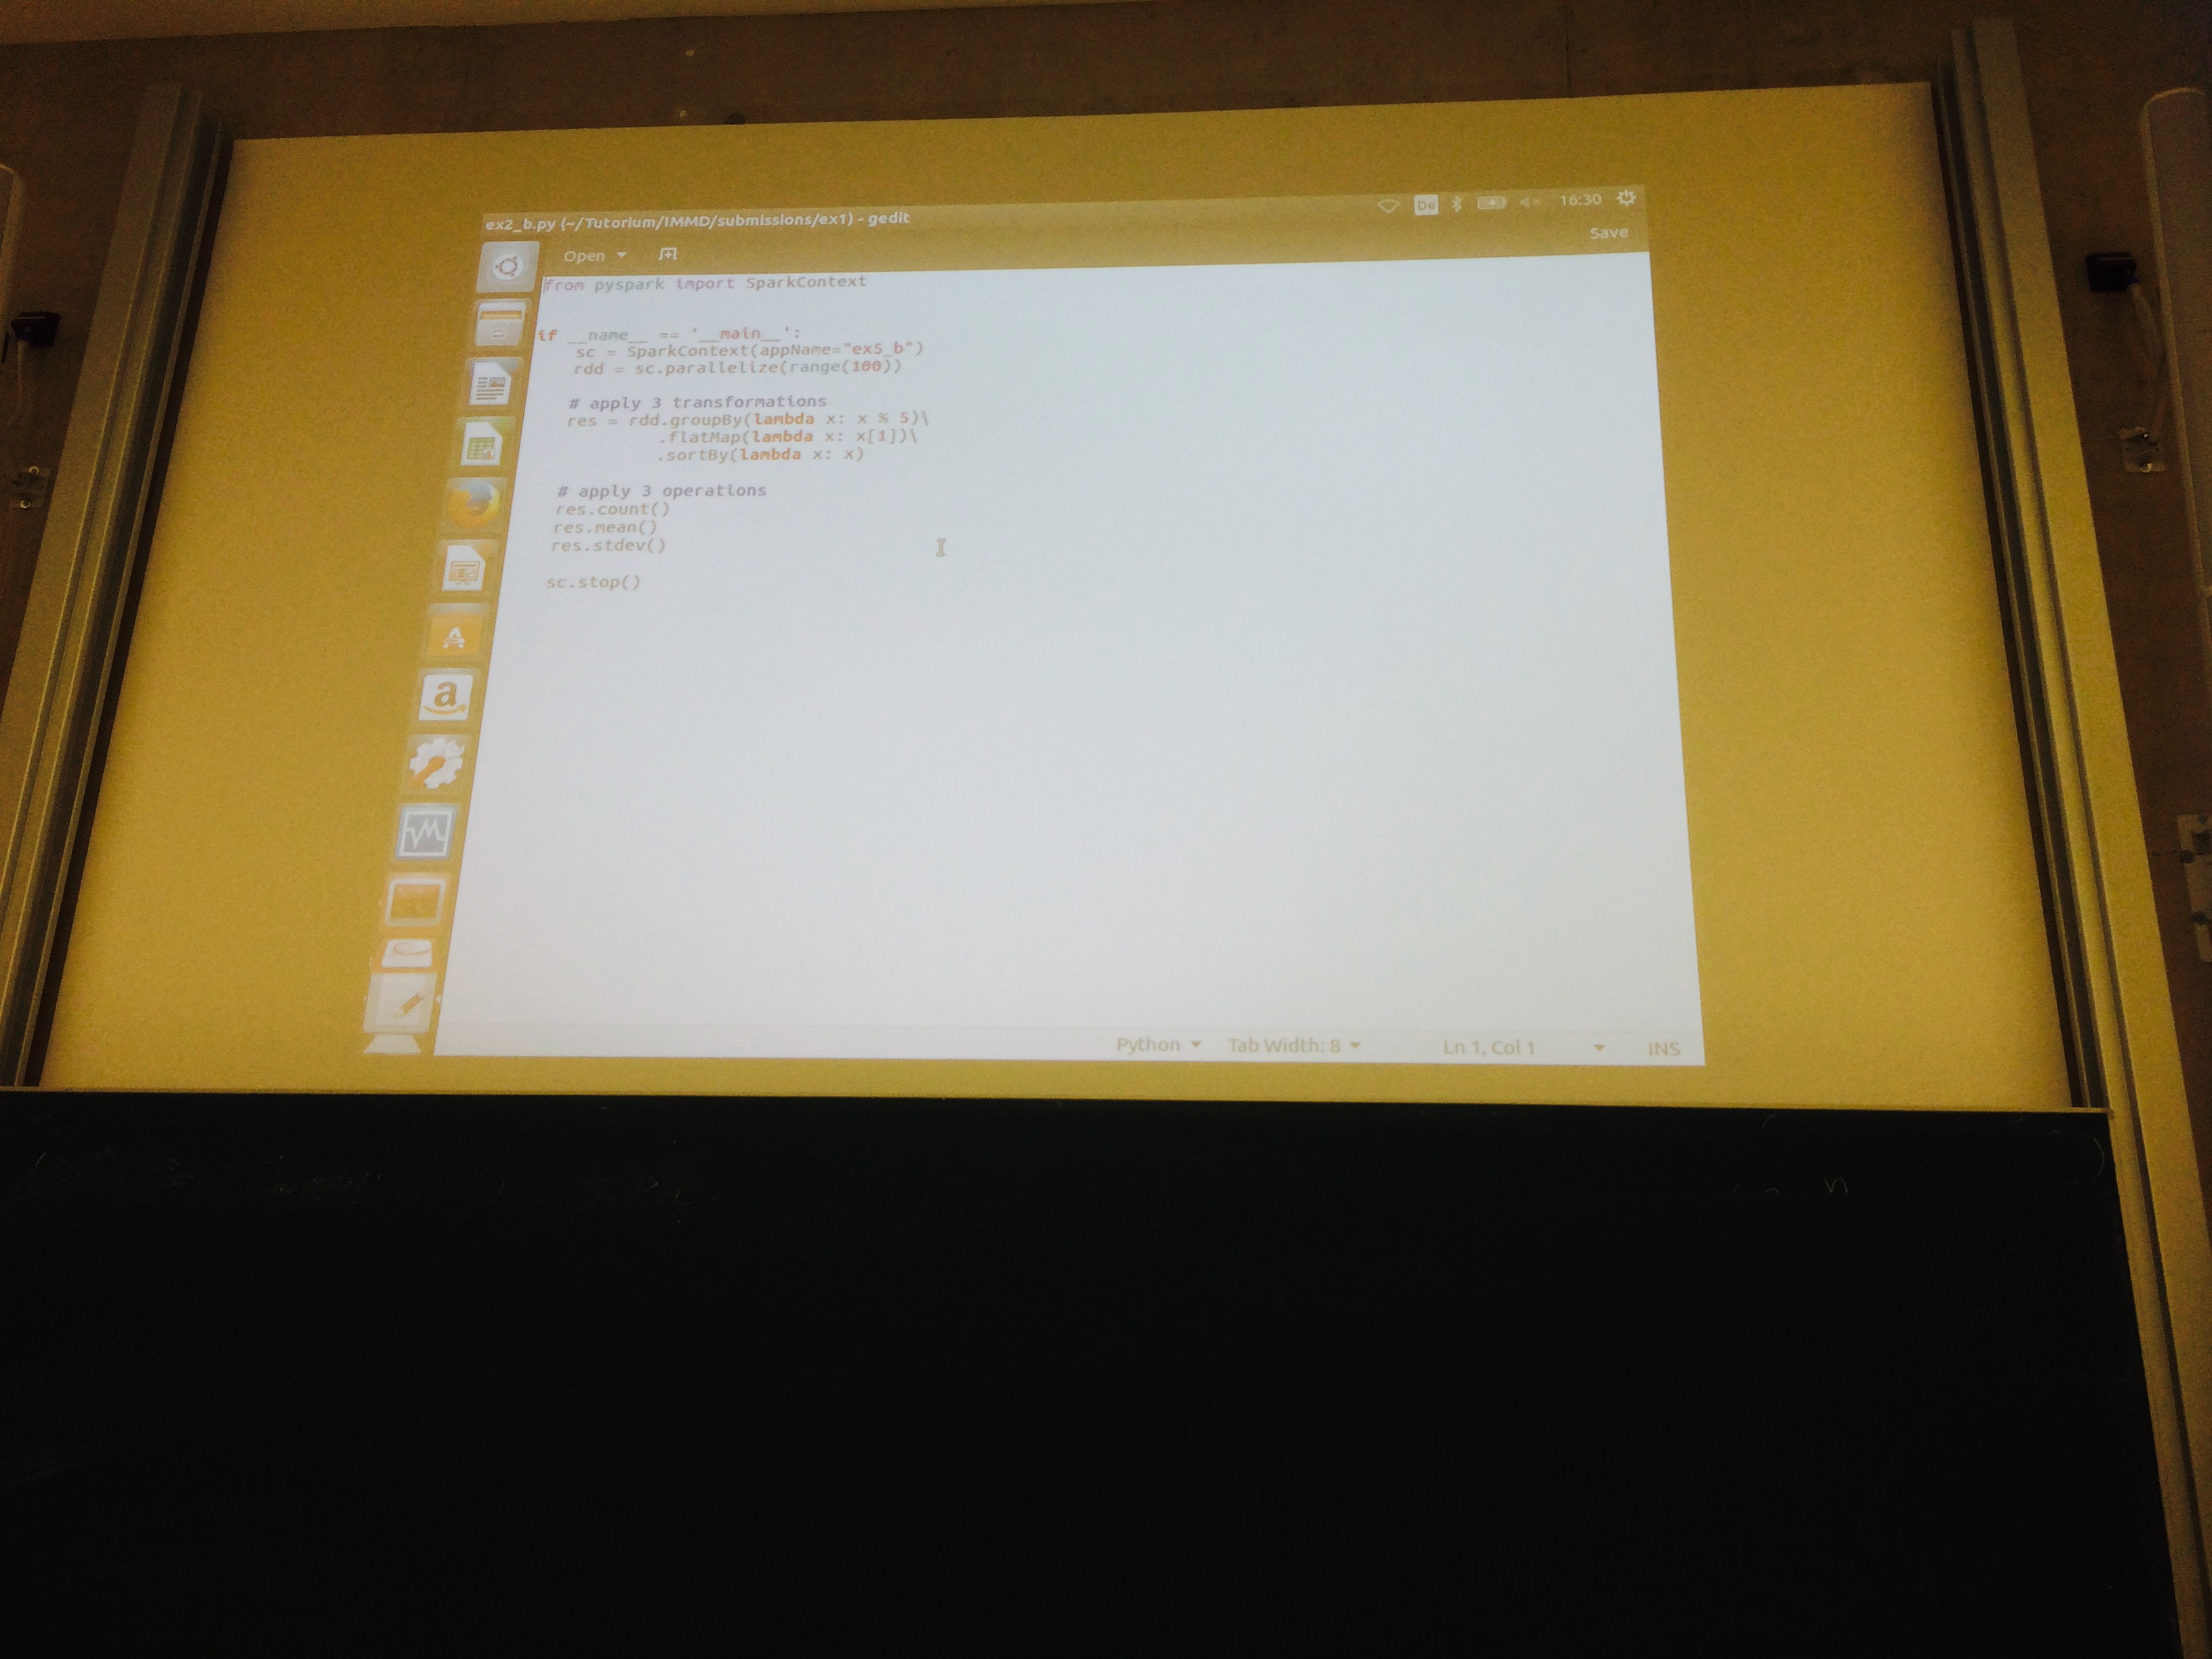 ex2_b.py (~/Tutorium/IMMD/submissions/ex1) - gedit
De 16:30
Open Save
from pyspark import SparkContext
if __name__ == '__main__':
    sc = SparkContext(appName="ex5_b")
    rdd = sc.parallelize(range(100))
    # apply 3 transformations
    res = rdd.groupBy(lambda x: x % 5)\
            .flatMap(lambda x: x[1])\
            .sortBy(lambda x: x)
    # apply 3 operations
    res.count()
    res.mean()
    res.stdev()
    sc.stop()
a
Python Tab Width: 8 Ln 1, Col 1 INS